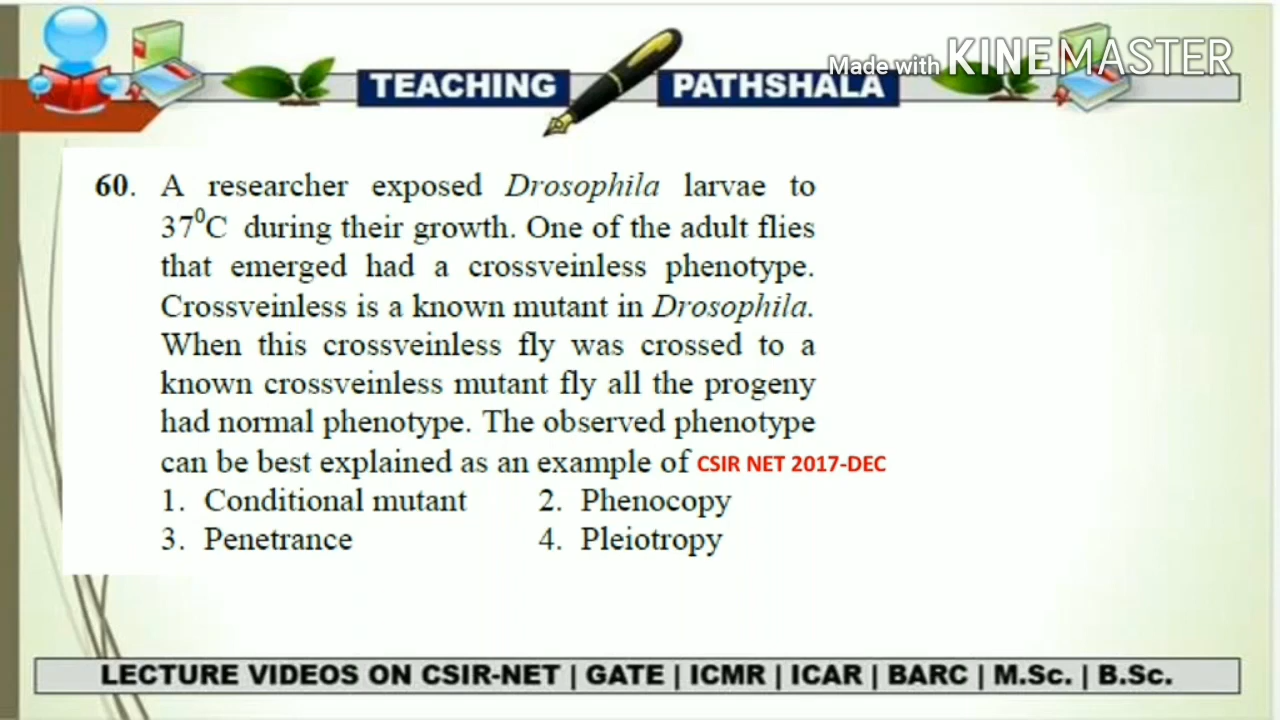 Made with KINEMASTER
TEACHING PATHSHALA
60. A researcher exposed Drosophila larvae to
37⁰C during their growth. One of the adult flies
that emerged had a crossveinless phenotype.
Crossveinless is a known mutant in Drosophila.
When this crossveinless fly was crossed to a
known crossveinless mutant fly all the progeny
had normal phenotype. The observed phenotype
can be best explained as an example of CSIR NET 2017-DEC
1. Conditional mutant 2. Phenocopy
3. Penetrance 4. Pleiotropy
LECTURE VIDEOS ON CSIR-NET | GATE | ICMR | ICAR | BARC | M.Sc. | B.Sc.